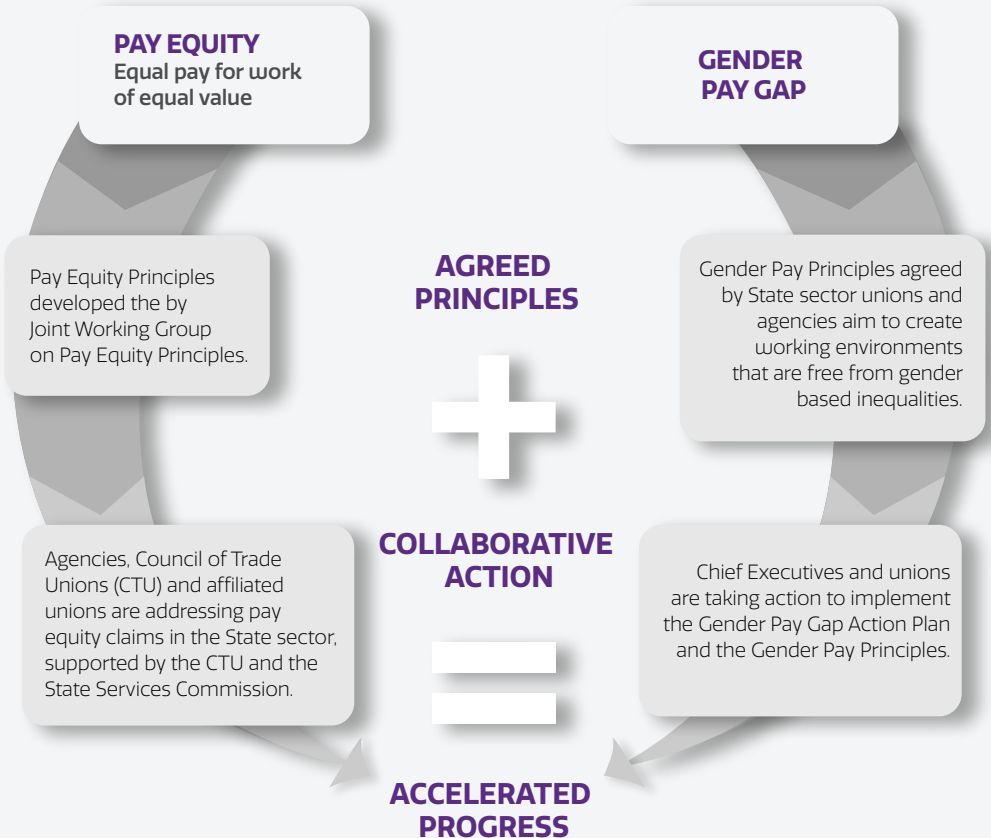 PAY EQUITY
Equal pay for work
of equal value
GENDER
PAY GAP
Pay Equity Principles
developed the by
Joint Working Group
on Pay Equity Principles.
AGREED
PRINCIPLES
Gender Pay Principles agreed
by State sector unions and
agencies aim to create
working environments
that are free from gender
based inequalities.
Agencies, Council of Trade
Unions (CTU) and affiliated
unions are addressing pay
equity claims in the State sector,
supported by the CTU and the
State Services Commission.
COLLABORATIVE
ACTION
Chief Executives and unions
are taking action to implement
the Gender Pay Gap Action Plan
and the Gender Pay Principles.
ACCELERATED
PROGRESS